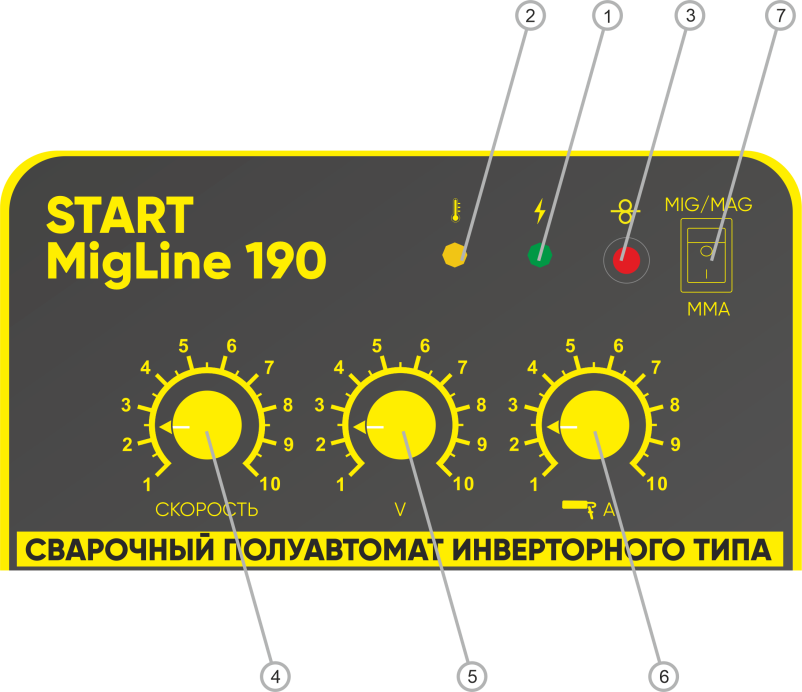 2 1 3 7
START
MigLine 190
MIG/MAG
O
I
MMA
5 6 5 6 5 6
4 7 4 7 4 7
3 8 3 8 3 8
2 9 2 9 2 9
1 10 1 10 1 10
СКОРОСТЬ V A
СВАРОЧНЫЙ ПОЛУАВТОМАТ ИНВЕРТОРНОГО ТИПА
4 5 6